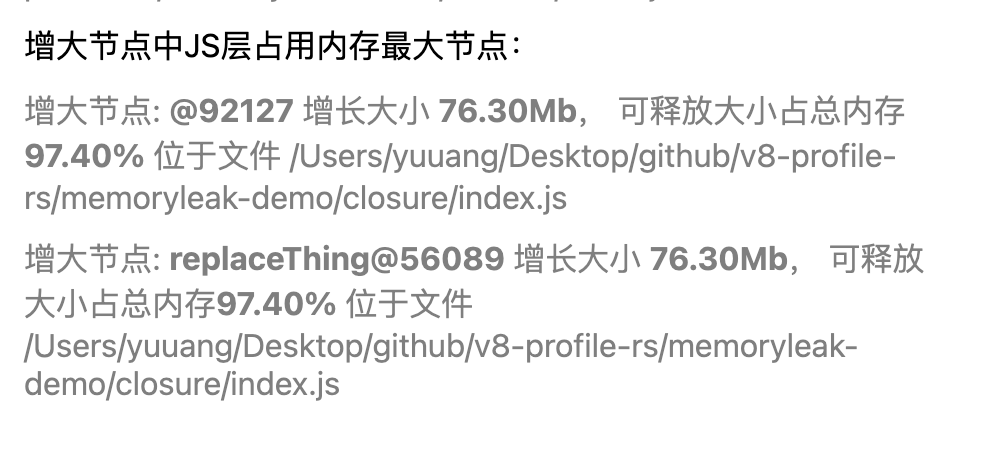 增大节点中JS层占用内存最大节点：
增大节点: @92127 增长大小 76.30Mb， 可释放大小占总内存
97.40% 位于文件 /Users/yuuang/Desktop/github/v8-profile-
rs/memoryleak-demo/closure/index.js
增大节点: replaceThing@56089 增长大小 76.30Mb， 可释放
大小占总内存97.40% 位于文件
/Users/yuuang/Desktop/github/v8-profile-rs/memoryleak-
demo/closure/index.js